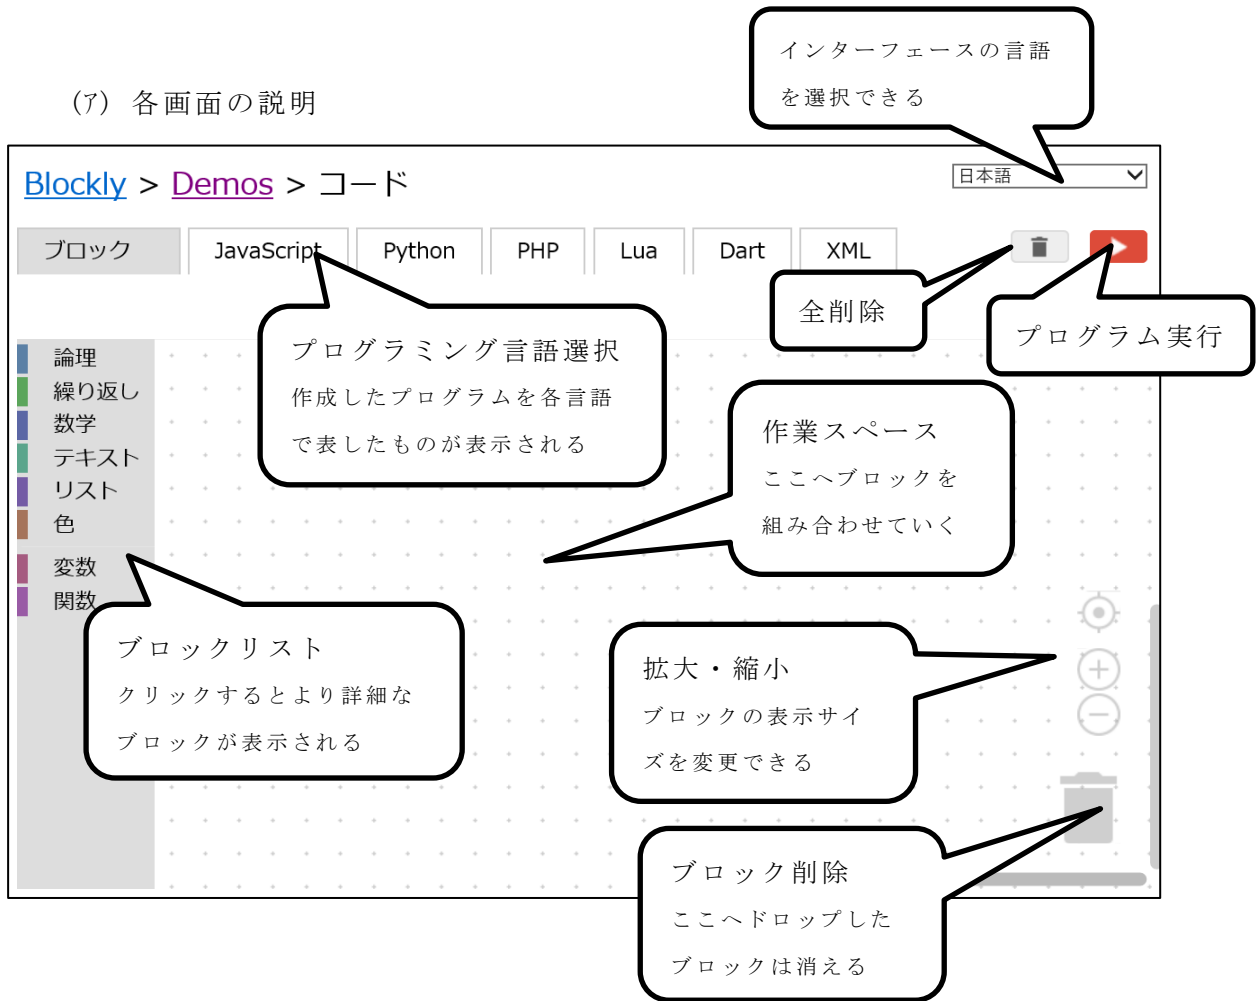 インターフェースの言語
を選択できる
(ア) 各画面の説明
Blockly > Demos > コード
日本語
ブロック JavaScript Python PHP Lua Dart XML
全削除
プログラム実行
プログラミング言語選択
作成したプログラムを各言語
で表したものが表示される
論理
繰り返し
数学
テキスト
リスト
色
変数
関数
作業スペース
ここへブロックを
組み合わせていく
ブロックリスト
クリックするとより詳細な
ブロックが表示される
拡大・縮小
ブロックの表示サイ
ズを変更できる
ブロック削除
ここへドロップした
ブロックは消える